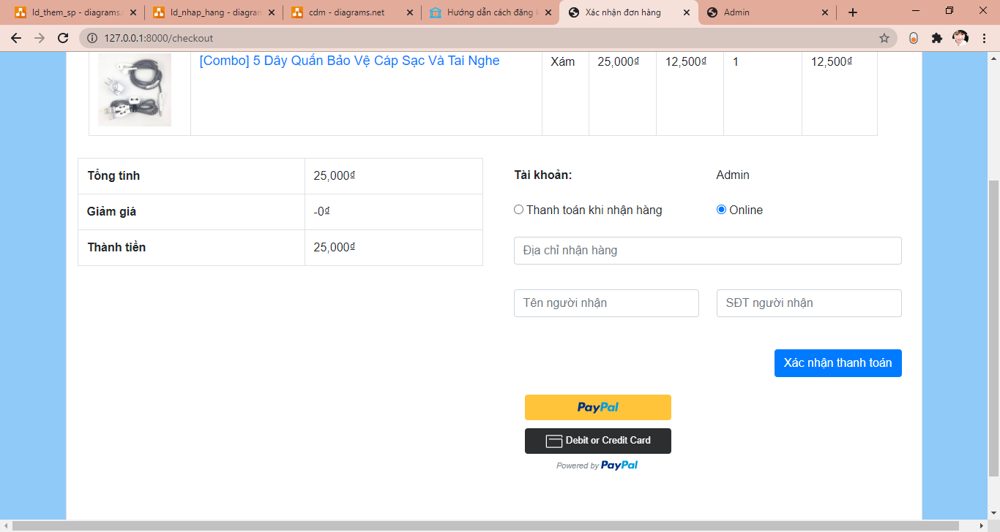 ld_them_sp - diagrams.
ld_nhap_hang - diagram
cdm - diagrams.net
Hướng dẫn cách đăng
Xác nhận đơn hàng
Admin
127.0.0.1:8000/checkout
[Combo] 5 Dây Quấn Bảo Vệ Cáp Sạc Và Tai Nghe
Xám
25,000₫
12,500₫
1
12,500₫
Tổng tính
25,000₫
Giảm giá
-0₫
Thành tiền
25,000₫
Tài khoản:
Admin
Thanh toán khi nhận hàng
Online
Địa chỉ nhận hàng
Tên người nhận
SĐT người nhận
Xác nhận thanh toán
PayPal
Debit or Credit Card
Powered by PayPal